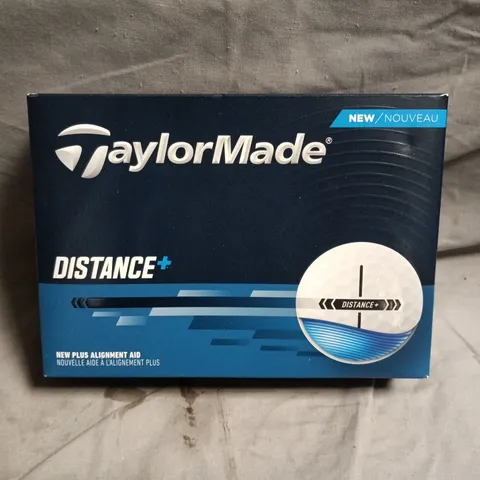 NEW/NOUVEAU
TaylorMade®
DISTANCE+
DISTANCE+
NEW PLUS ALIGNMENT AID
NOUVELLE AIDE À L'ALIGNEMENT PLUS